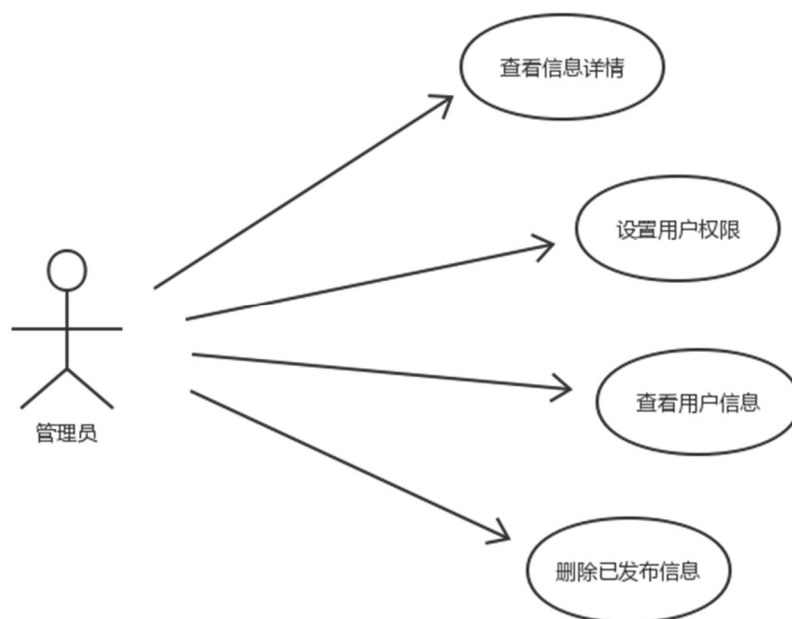 查看信息详情
设置用户权限
查看用户信息
管理员
删除已发布信息